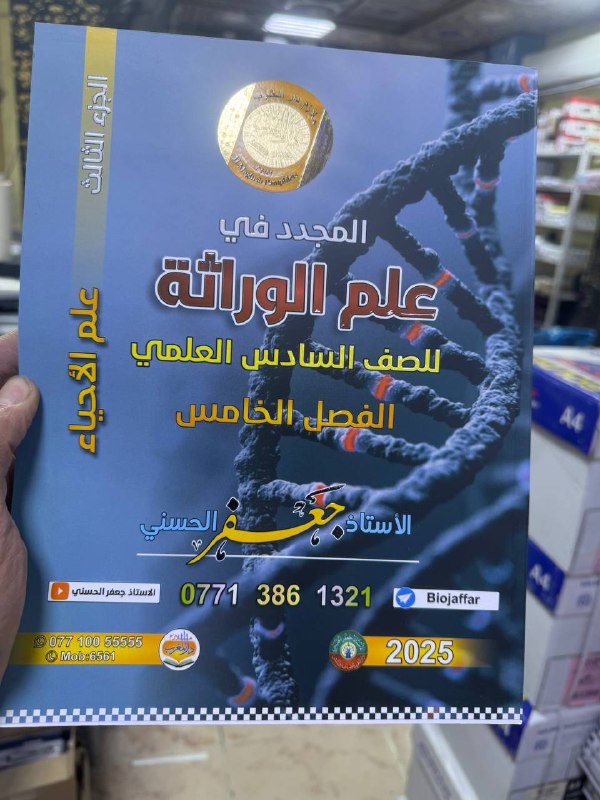 الجزء الثالث
علم الأحياء
المجدد في
علم الوراثة
للصف السادس العلمي
الفصل الخامس
الأستاذ جعفر الحسني
الاستاذ جعفر الحسني
0771 386 1321
Biojaffar
077 100 55555
Mob:6561
2025
A4
A4